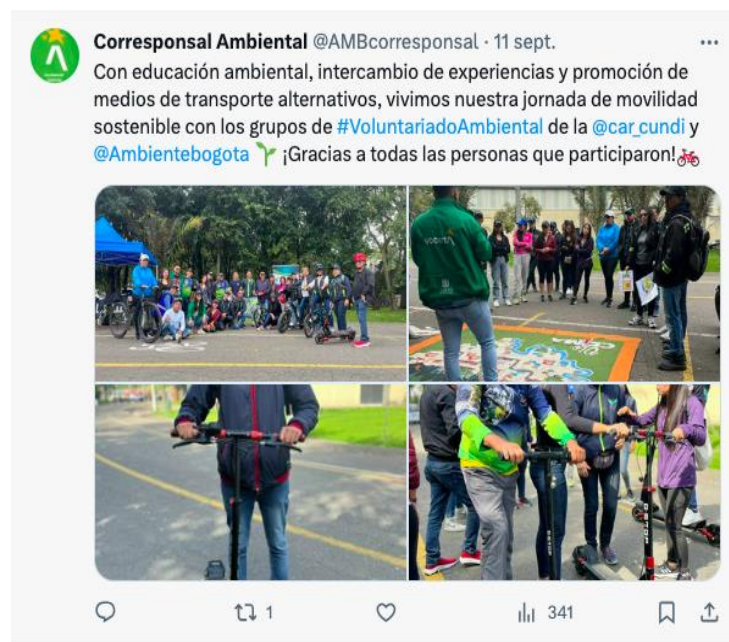 Corresponsal Ambiental @AMBcorresponsal · 11 sept.
Con educación ambiental, intercambio de experiencias y promoción de
medios de transporte alternativos, vivimos nuestra jornada de movilidad
sostenible con los grupos de #VoluntariadoAmbiental de la @car_cundi y
@Ambientebogota 🌱 ¡Gracias a todas las personas que participaron!🚲
BOGOTÁ
1
341